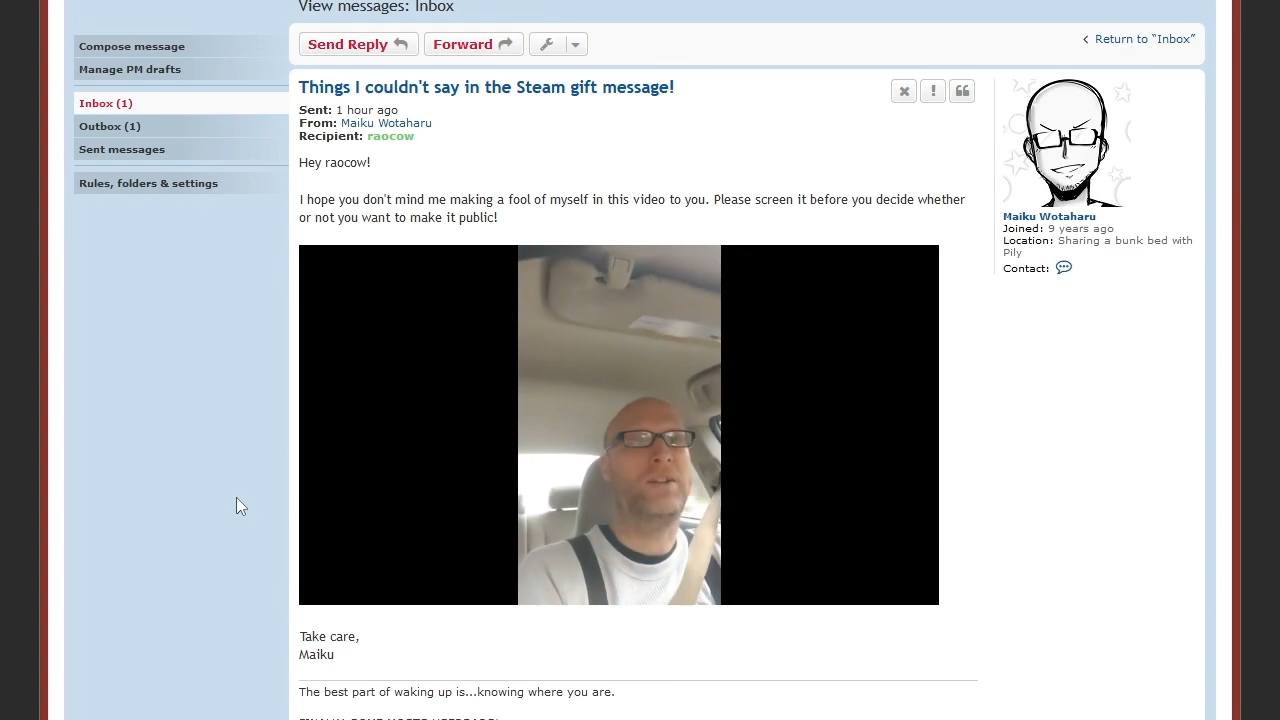 View messages: Inbox
Compose message
Manage PM drafts
Inbox (1)
Outbox (1)
Sent messages
Rules, folders & settings
Send Reply
Forward
Return to “Inbox”
Things I couldn't say in the Steam gift message!
Sent: 1 hour ago
From: Maiku Wotaharu
Recipient: raocow
Hey raocow!
I hope you don't mind me making a fool of myself in this video to you. Please screen it before you decide whether
or not you want to make it public!
Take care,
Maiku
The best part of waking up is...knowing where you are.
Maiku Wotaharu
Joined: 9 years ago
Location: Sharing a bunk bed with
Pily
Contact: